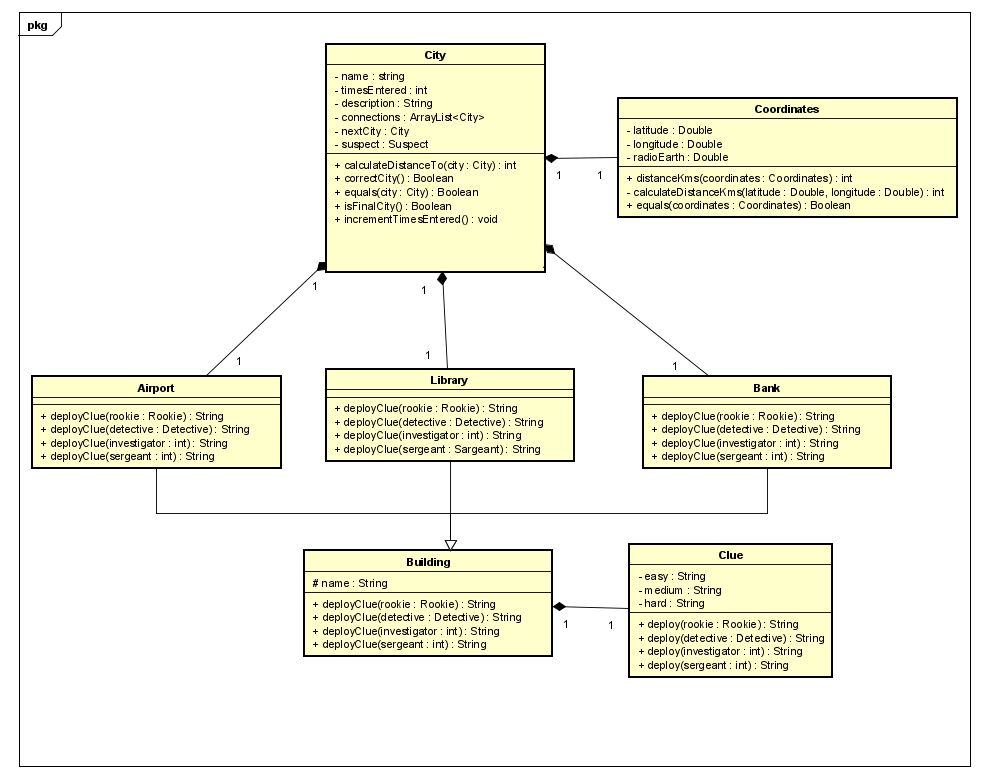 pkg
City
- name : string
- timesEntered : int
- description : String
- connections : ArrayList<City>
- nextCity : City
- suspect : Suspect
+ calculateDistanceTo(city : City) : int
+ correctCity() : Boolean
+ equals(city : City) : Boolean
+ isFinalCity() : Boolean
+ incrementTimesEntered() : void
Coordinates
- latitude : Double
- longitude : Double
- radioEarth : Double
+ distanceKms(coordinates : Coordinates) : int
- calculateDistanceKms(latitude : Double, longitude : Double) : int
+ equals(coordinates : Coordinates) : Boolean
1
1
1
1
1
1
1
Airport
+ deployClue(rookie : Rookie) : String
+ deployClue(detective : Detective) : String
+ deployClue(investigator : int) : String
+ deployClue(sergeant : int) : String
Library
+ deployClue(rookie : Rookie) : String
+ deployClue(detective : Detective) : String
+ deployClue(investigator : int) : String
+ deployClue(sergeant : Sargeant) : String
Bank
+ deployClue(rookie : Rookie) : String
+ deployClue(detective : Detective) : String
+ deployClue(investigator : int) : String
+ deployClue(sergeant : int) : String
Building
# name : String
+ deployClue(rookie : Rookie) : String
+ deployClue(detective : Detective) : String
+ deployClue(investigator : int) : String
+ deployClue(sergeant : int) : String
1
1
Clue
- easy : String
- medium : String
- hard : String
+ deploy(rookie : Rookie) : String
+ deploy(detective : Detective) : String
+ deploy(investigator : int) : String
+ deploy(sergeant : int) : String